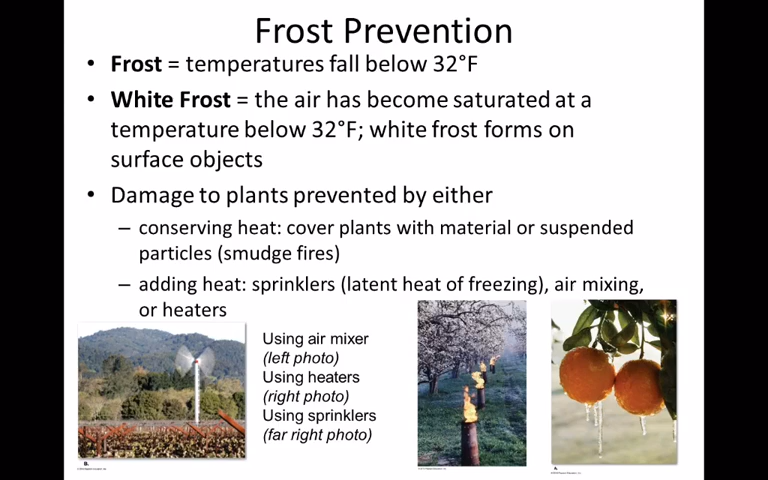 Frost Prevention
• Frost = temperatures fall below 32°F
• White Frost = the air has become saturated at a
temperature below 32°F; white frost forms on
surface objects
• Damage to plants prevented by either
– conserving heat: cover plants with material or suspended
particles (smudge fires)
– adding heat: sprinklers (latent heat of freezing), air mixing,
or heaters
Using air mixer
(left photo)
Using heaters
(right photo)
Using sprinklers
(far right photo)
B.
A.